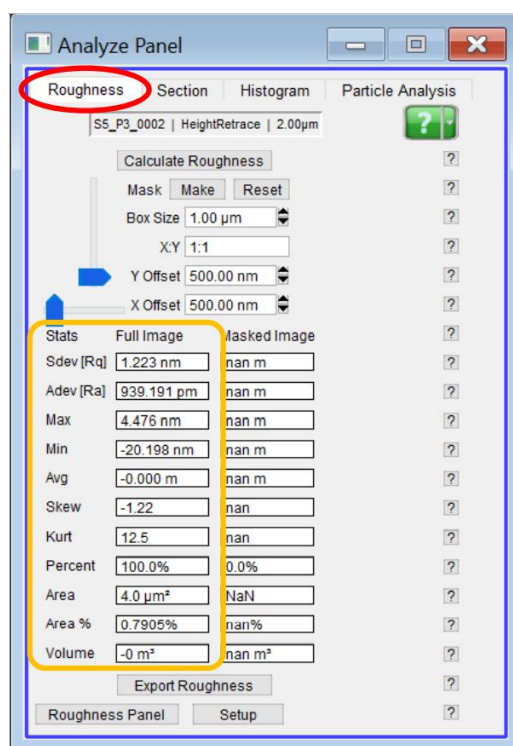 Analyze Panel
Roughness Section Histogram Particle Analysis
S5_P3_0002 | HeightRetrace | 2.00µm ?
Calculate Roughness ?
Mask Make Reset ?
Box Size 1.00 µm ?
X:Y 1:1 ?
Y Offset 500.00 nm ?
X Offset 500.00 nm ?
Stats Full Image Masked Image ?
Sdev [Rq] 1.223 nm nan m ?
Adev [Ra] 939.191 pm nan m ?
Max 4.476 nm nan m ?
Min -20.198 nm nan m ?
Avg -0.000 m nan m ?
Skew -1.22 nan ?
Kurt 12.5 nan ?
Percent 100.0% 0.0% ?
Area 4.0 µm² NaN ?
Area % 0.7905% nan% ?
Volume -0 m³ nan m³ ?
Export Roughness ?
Roughness Panel Setup ?